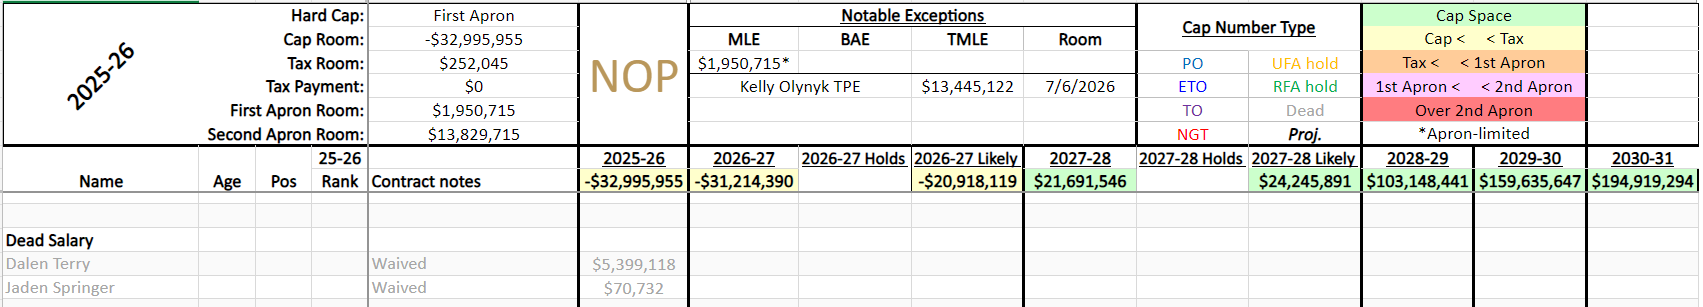 2025-26
Hard Cap: First Apron
Cap Room: -$32,995,955
Tax Room: $252,045
Tax Payment: $0
First Apron Room: $1,950,715
Second Apron Room: $13,829,715
NOP
Notable Exceptions
MLE BAE TMLE Room
$1,950,715*
Kelly Olynyk TPE $13,445,122 7/6/2026
Cap Number Type
PO UFA hold
ETO RFA hold
TO Dead
NGT Proj.
Cap Space
Cap < < Tax
Tax < < 1st Apron
1st Apron < < 2nd Apron
Over 2nd Apron
*Apron-limited
Name Age Pos 25-26 Rank Contract notes 2025-26 2026-27 2026-27 Holds 2026-27 Likely 2027-28 2027-28 Holds 2027-28 Likely 2028-29 2029-30 2030-31
-$32,995,955 -$31,214,390 -$20,918,119 $21,691,546 $24,245,891 $103,148,441 $159,635,647 $194,919,294
Dead Salary
Dalen Terry Waived $5,399,118
Jaden Springer Waived $70,732